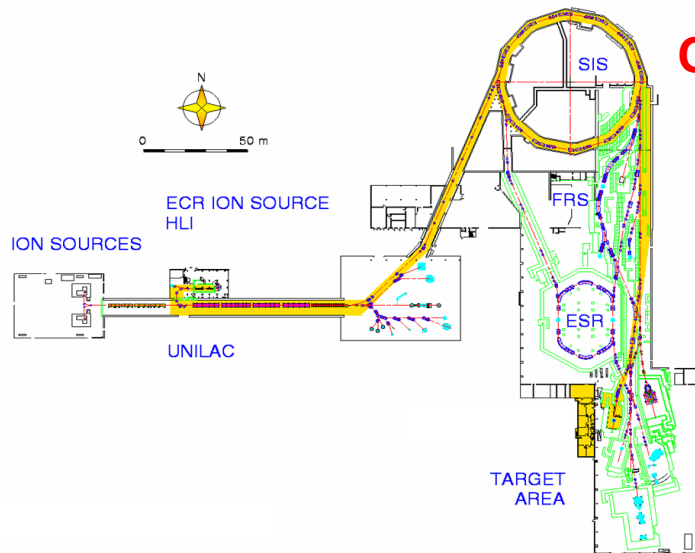 C
SIS
N
0 50 m
ECR ION SOURCE
HLI
FRS
ION SOURCES
ESR
UNILAC
TARGET
AREA